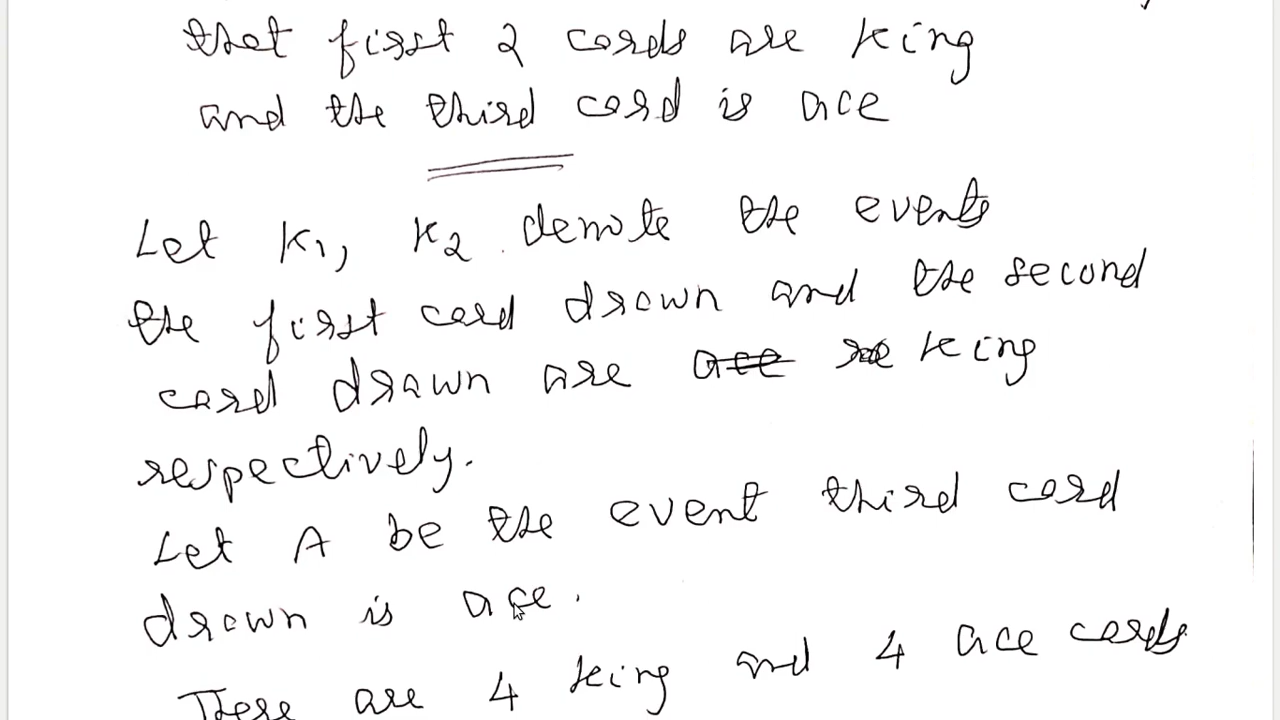 that first 2 cards are king
and the third card is ace
Let K1, K2 denote the events
the first card drawn and the second
card drawn are king
respectively.
Let A be the event third card
drawn is ace.
There are 4 king and 4 ace cards